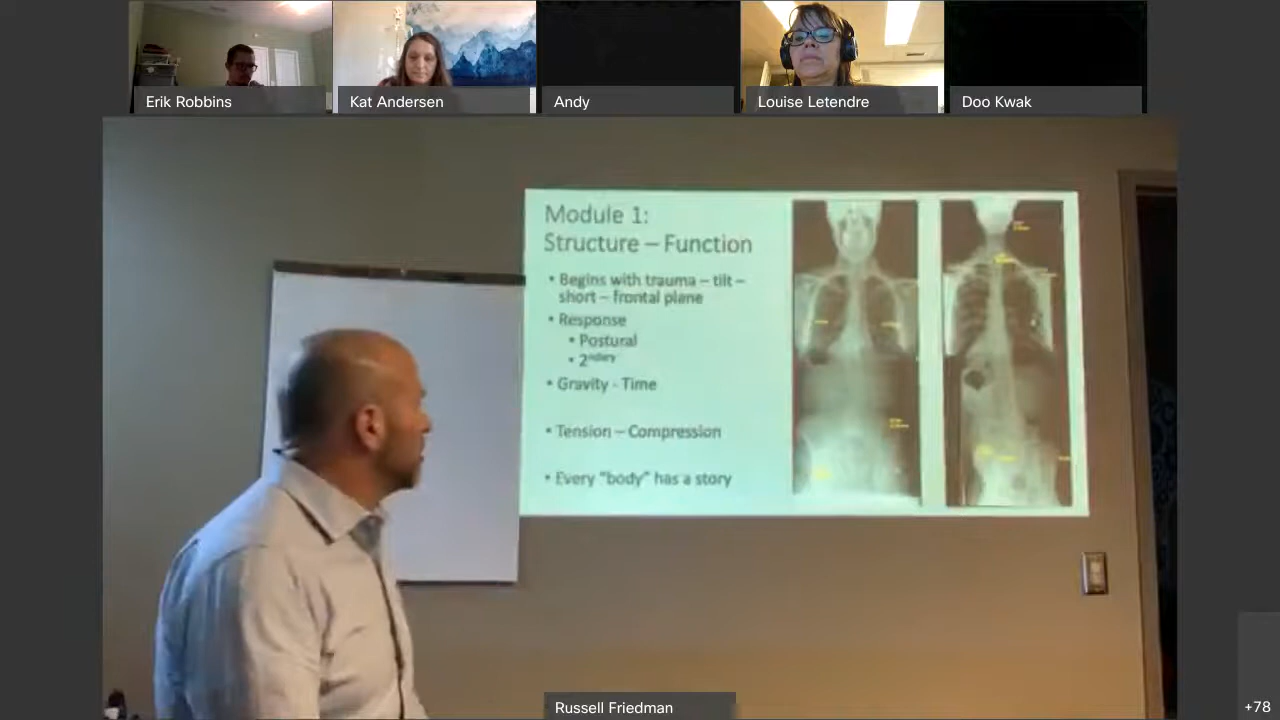 Erik Robbins
Kat Andersen
Andy
Louise Letendre
Doo Kwak
Module 1:
Structure – Function
• Begins with trauma – tilt –
short – frontal plane
• Response
• Postural
• 2ndary
• Gravity - Time
• Tension – Compression
• Every "body" has a story
Russell Friedman
+78